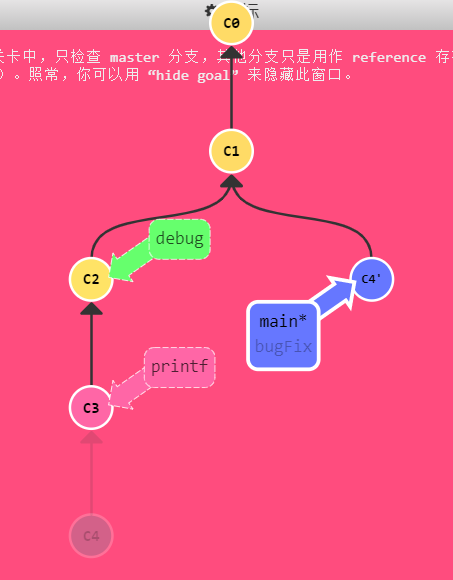 C0
标
关卡中，只检查 master 分支，其他分支只是用作 reference 存
）。照常，你可以用 “hide goal” 来隐藏此窗口。
C1
debug
C2
C4'
main*
bugFix
printf
C3
C4